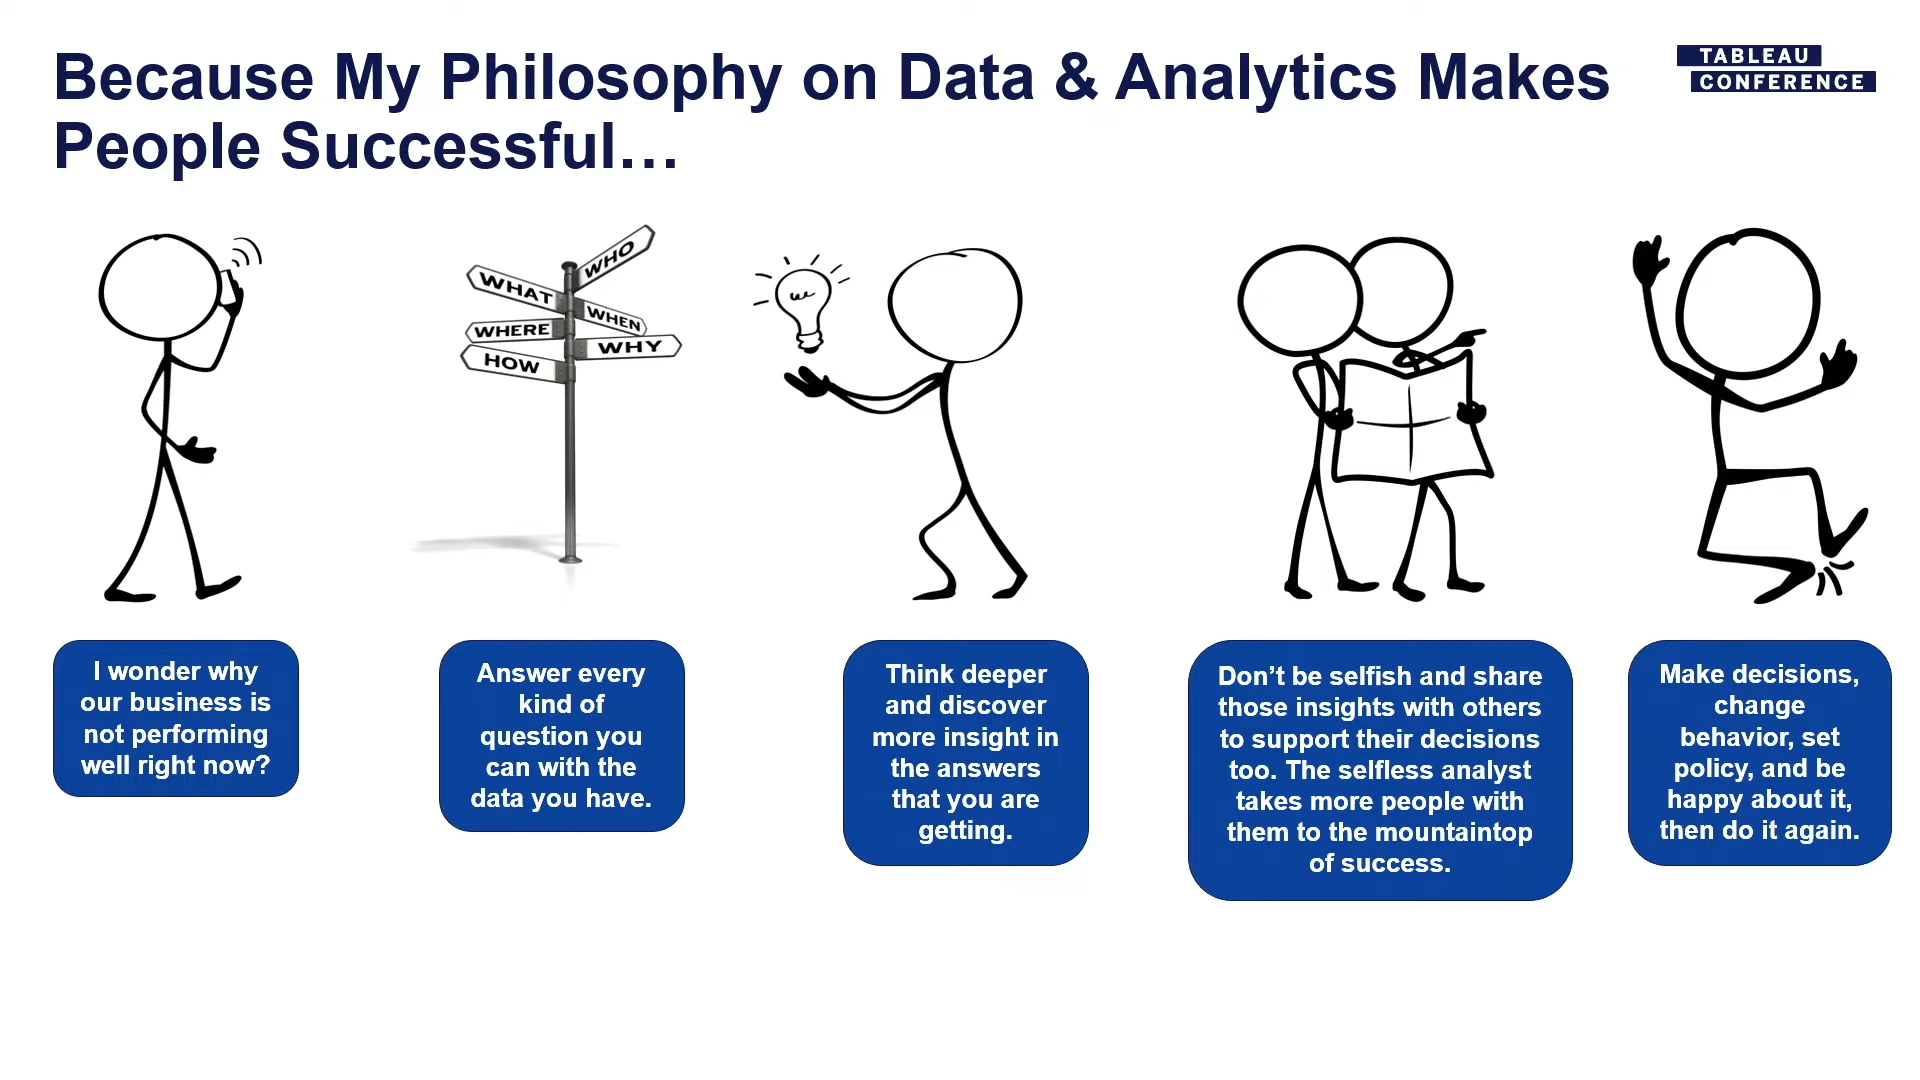 Because My Philosophy on Data & Analytics Makes
People Successful…
TABLEAU
CONFERENCE
WHO
WHAT
WHEN
WHERE
WHY
HOW
I wonder why
our business is
not performing
well right now?
Answer every
kind of
question you
can with the
data you have.
Think deeper
and discover
more insight in
the answers
that you are
getting.
Don’t be selfish and share
those insights with others
to support their decisions
too. The selfless analyst
takes more people with
them to the mountaintop
of success.
Make decisions,
change
behavior, set
policy, and be
happy about it,
then do it again.